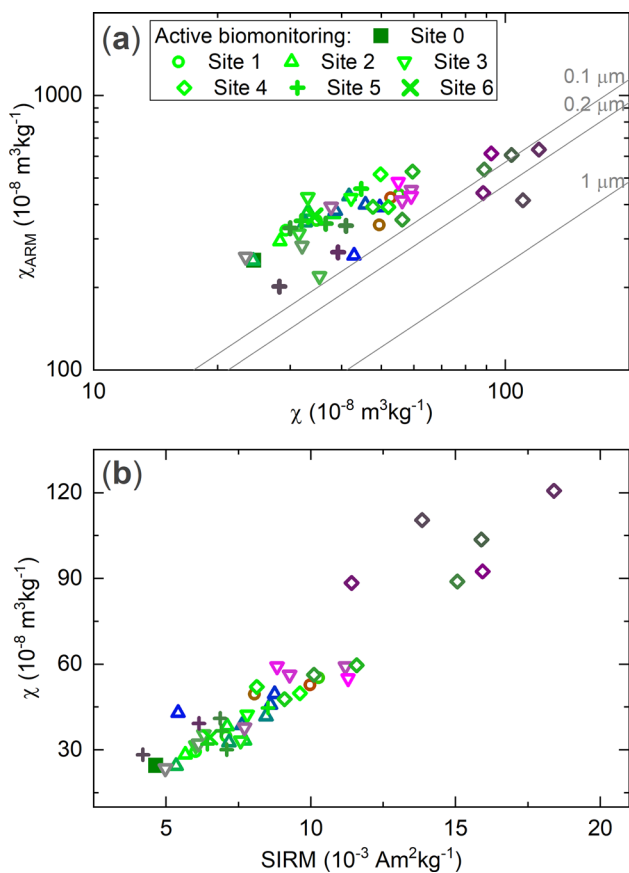 (a)
Active biomonitoring: Site 0
Site 1 Site 2 Site 3
Site 4 Site 5 Site 6
0.1 μm
0.2 μm
1 μm
1000
100
χARM (10⁻⁸ m³kg⁻¹)
10 100
χ (10⁻⁸ m³kg⁻¹)
(b)
120
90
60
30
χ (10⁻⁸ m³kg⁻¹)
5 10 15 20
SIRM (10⁻³ Am²kg⁻¹)